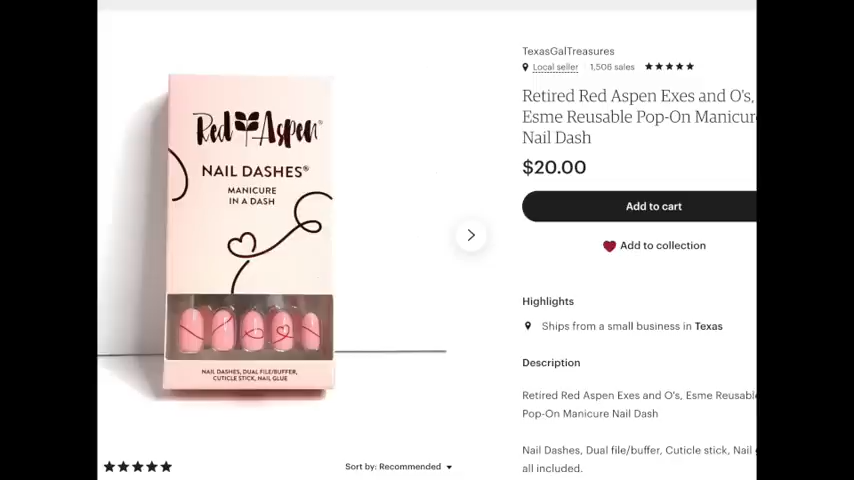 TexasGalTreasures
Local seller 1,506 sales
Retired Red Aspen Exes and O's,
Esme Reusable Pop-On Manicur
Nail Dash
$20.00
Add to cart
Add to collection
Highlights
Ships from a small business in Texas
Description
Retired Red Aspen Exes and O's, Esme Reusabl
Pop-On Manicure Nail Dash
Nail Dashes, Dual file/buffer, Cuticle stick, Nail
all included.
Red Aspen®
NAIL DASHES®
MANICURE
IN A DASH
NAIL DASHES, DUAL FILE/BUFFER,
CUTICLE STICK, NAIL GLUE
Sort by: Recommended